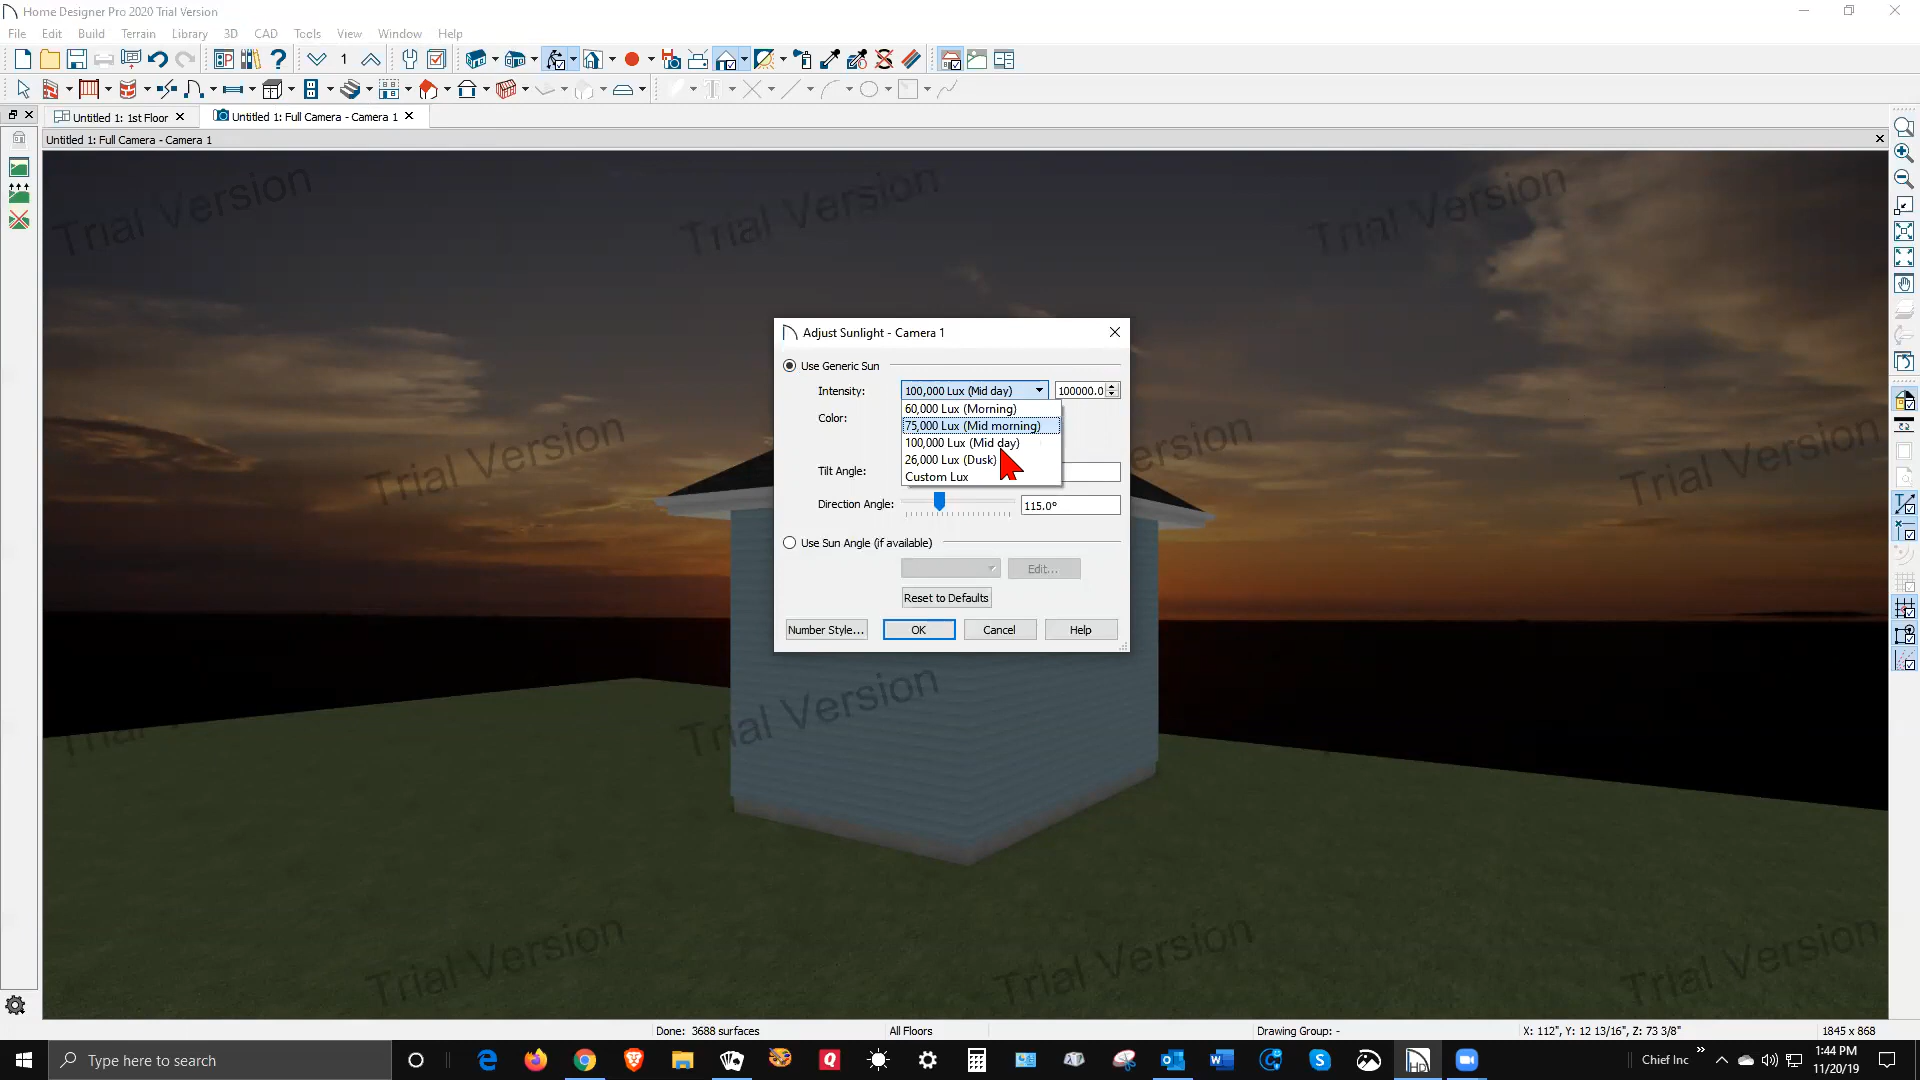 Home Designer Pro 2020 Trial Version
File Edit Build Terrain Library 3D CAD Tools View Window Help
1
Untitled 1: 1st Floor
Untitled 1: Full Camera - Camera 1
Untitled 1: Full Camera - Camera 1
Trial Version
Trial Version
Trial Version
Adjust Sunlight - Camera 1
Use Generic Sun
Intensity: 100,000 Lux (Mid day) 100000.0
60,000 Lux (Morning)
Color: 75,000 Lux (Mid morning)
100,000 Lux (Mid day)
26,000 Lux (Dusk)
Tilt Angle:
Custom Lux
Direction Angle: 115.0°
Trial Version
Version
Trial Version
Use Sun Angle (if available)
Edit...
Reset to Defaults
Number Style... OK Cancel Help
Trial Version
Trial Version
Trial Version
Trial Version
Done: 3688 surfaces All Floors Drawing Group: - X: 112", Y: 12 13/16", Z: 73 3/8" 1845 x 868
Type here to search
Chief Inc
1:44 PM
11/20/19